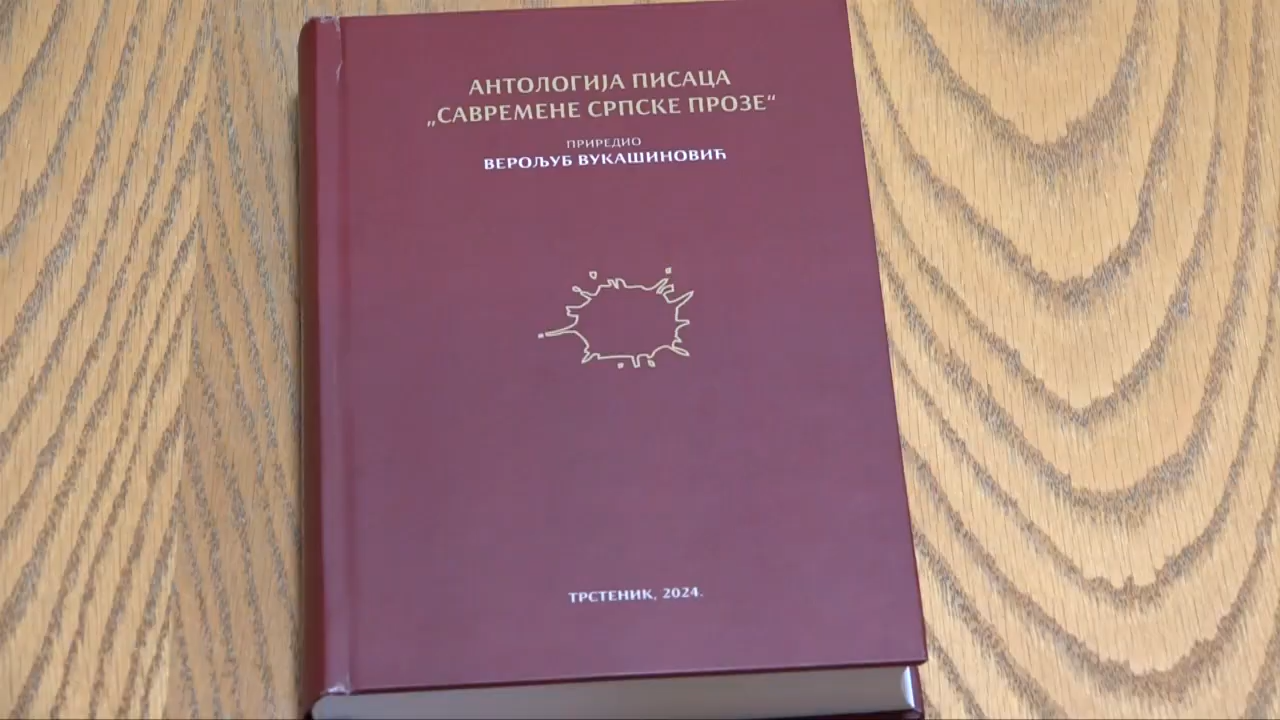 АНТОЛОГИЈА ПИСАЦА
„САВРЕМЕНЕ СРПСКЕ ПРОЗЕ“
ПРИРЕДИО
ВЕРОЉУБ ВУКАШИНОВИЋ
ТРСТЕНИК, 2024.